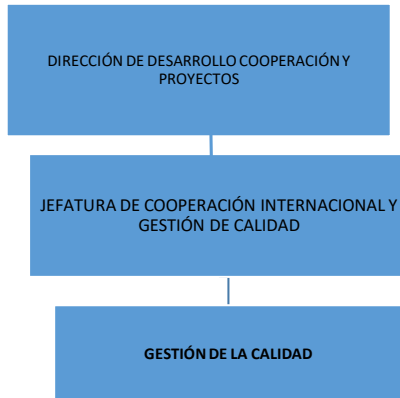 DIRECCIÓN DE DESARROLLO COOPERACIÓN Y
PROYECTOS
JEFATURA DE COOPERACIÓN INTERNACIONAL Y
GESTIÓN DE CALIDAD
GESTIÓN DE LA CALIDAD